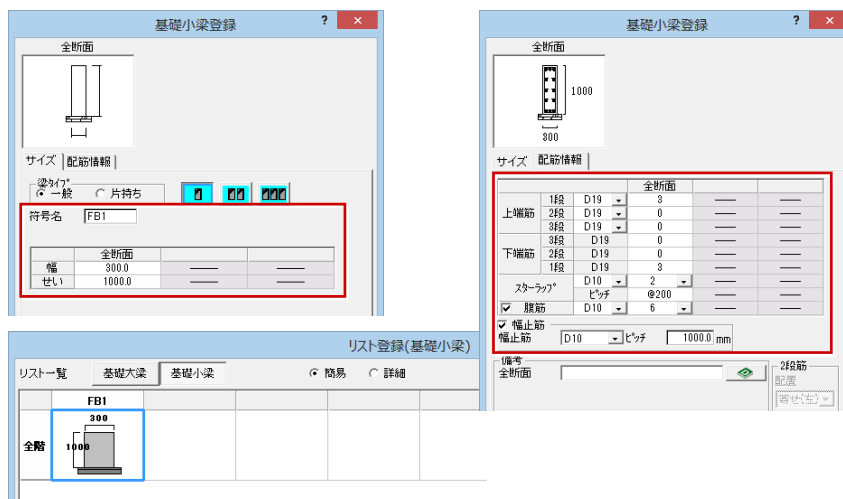 基礎小梁登録 ? ×
全断面
サイズ 配筋情報
梁ﾀｲﾌﾟ
一般 片持ち
符号名 FB1
全断面
幅 300.0 —— ——
せい 1000.0 —— ——
基礎小梁登録 ? ×
全断面
1000
300
サイズ 配筋情報
全断面
上端筋 1段 D19 3 —— ——
2段 D19 0 —— ——
3段 D19 0 —— ——
下端筋 3段 D19 0 —— ——
2段 D19 0 —— ——
1段 D19 3 —— ——
スターラップ D10 2 —— ——
ピッチ @200 —— ——
腹筋 D10 6 —— ——
幅止筋
幅止筋 D10 ピッチ 1000.0 mm
備考
全断面
2段筋
配置
寄せ(左)
リスト登録(基礎小梁)
リスト一覧 基礎大梁 基礎小梁 簡易 詳細
FB1
全階 300
1000